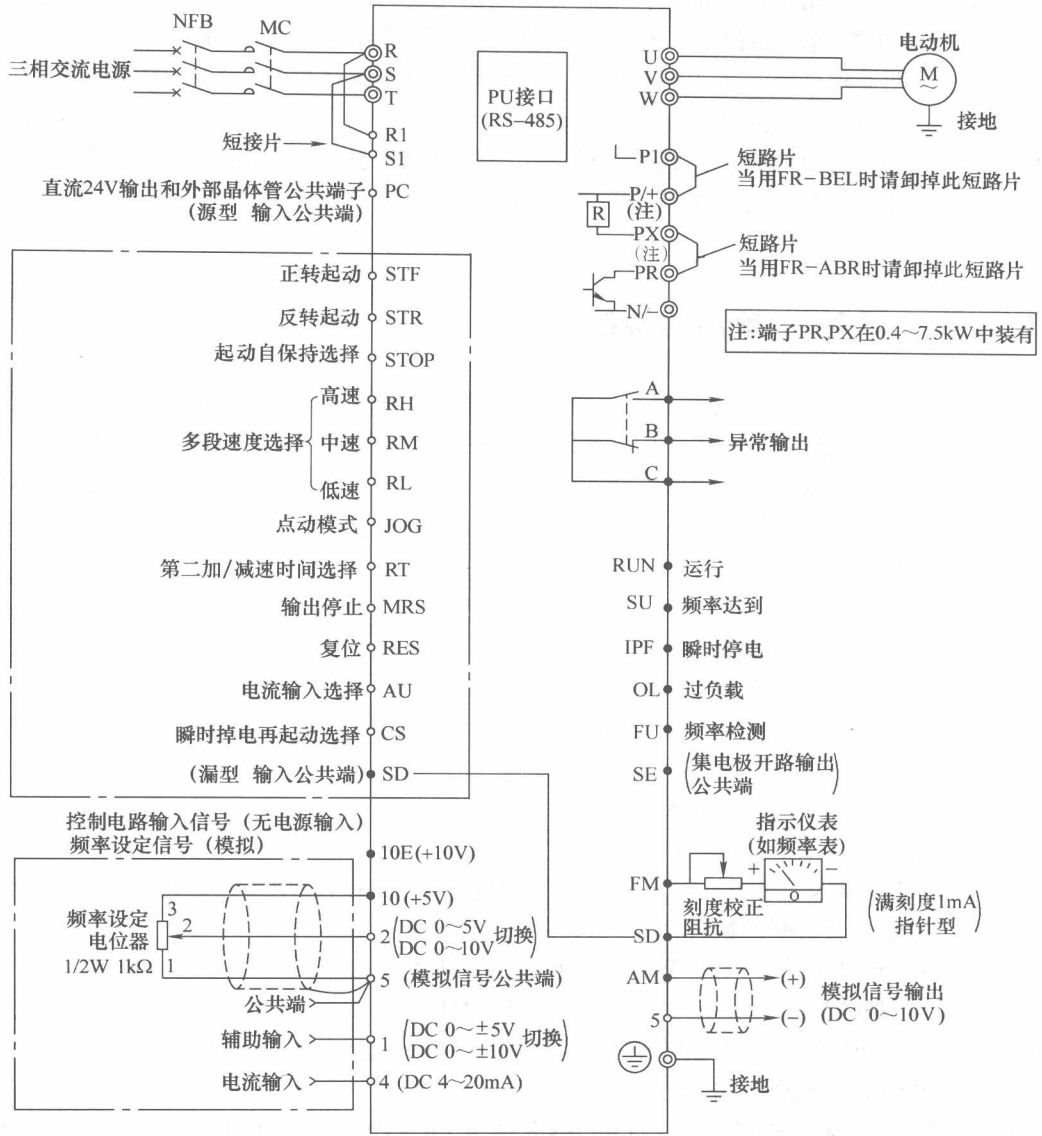 NFB
MC
三相交流电源
R
S
T
短接片
R1
S1
直流24V输出和外部晶体管公共端子
(源型 输入公共端)
PC
PU接口
(RS-485)
U
V
W
电动机
M
~
接地
P1
短路片
当用FR-BEL时请卸掉此短路片
P/+
(注)
R
PX
(注)
短路片
当用FR-ABR时请卸掉此短路片
PR
N/-
注:端子PR,PX在0.4~7.5kW中装有
正转起动 STF
反转起动 STR
起动自保持选择 STOP
多段速度选择
高速 RH
中速 RM
低速 RL
点动模式 JOG
第二加/减速时间选择 RT
输出停止 MRS
复位 RES
电流输入选择 AU
瞬时掉电再起动选择 CS
(漏型 输入公共端) SD
A
B
C
异常输出
RUN 运行
SU 频率达到
IPF 瞬时停电
OL 过负载
FU 频率检测
SE (集电极开路输出
公共端)
控制电路输入信号 (无电源输入)
频率设定信号 (模拟)
10E(+10V)
10(+5V)
频率设定
电位器
1/2W 1kΩ
3
2
1
2 (DC 0~5V
DC 0~10V) 切换
5 (模拟信号公共端)
公共端
辅助输入
1 (DC 0~±5V
DC 0~±10V) 切换
电流输入
4 (DC 4~20mA)
指示仪表
(如频率表)
FM
+
-
0
刻度校正
阻抗
(满刻度1mA
指针型)
SD
AM
(+)
模拟信号输出
(DC 0~10V)
5
(-)
接地